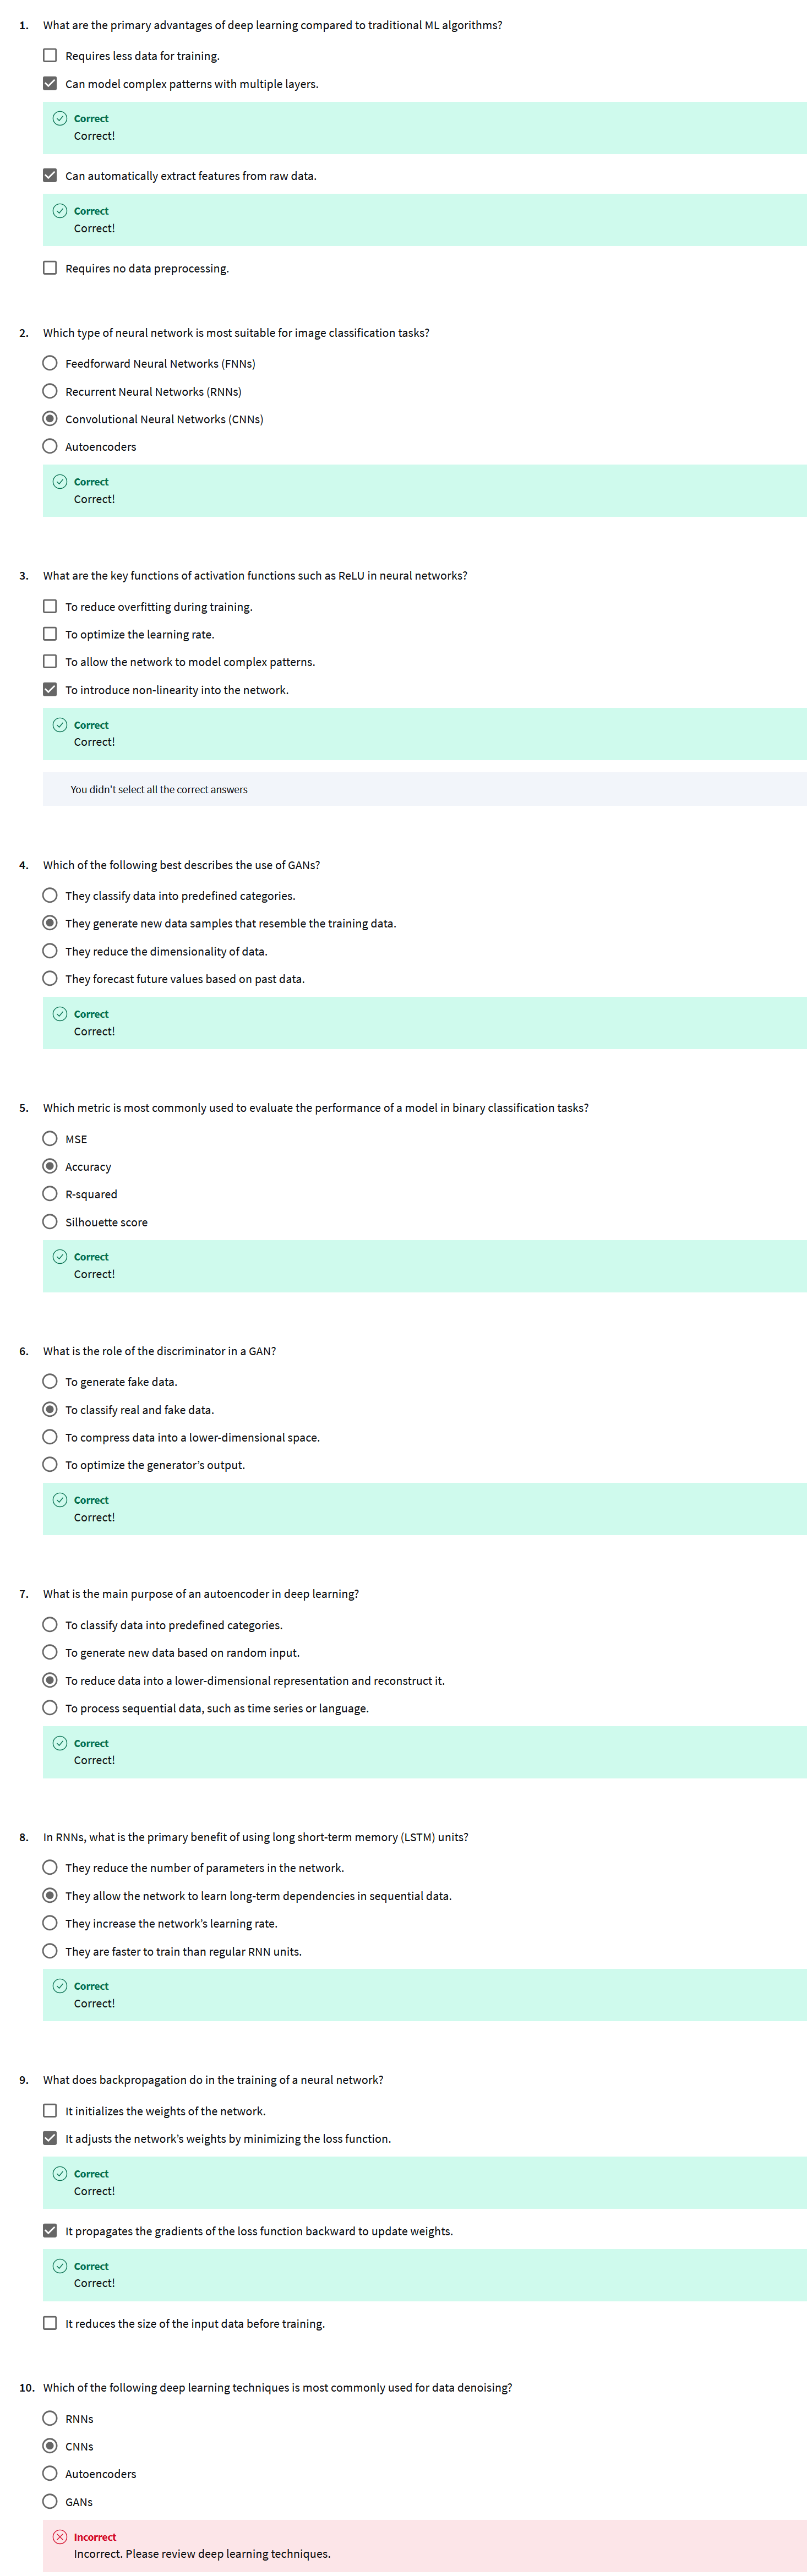 1. What are the primary advantages of deep learning compared to traditional ML algorithms?
Requires less data for training.
Can model complex patterns with multiple layers.
Correct
Correct!
Can automatically extract features from raw data.
Correct
Correct!
Requires no data preprocessing.
2. Which type of neural network is most suitable for image classification tasks?
Feedforward Neural Networks (FNNs)
Recurrent Neural Networks (RNNs)
Convolutional Neural Networks (CNNs)
Autoencoders
Correct
Correct!
3. What are the key functions of activation functions such as ReLU in neural networks?
To reduce overfitting during training.
To optimize the learning rate.
To allow the network to model complex patterns.
To introduce non-linearity into the network.
Correct
Correct!
You didn't select all the correct answers
4. Which of the following best describes the use of GANs?
They classify data into predefined categories.
They generate new data samples that resemble the training data.
They reduce the dimensionality of data.
They forecast future values based on past data.
Correct
Correct!
5. Which metric is most commonly used to evaluate the performance of a model in binary classification tasks?
MSE
Accuracy
R-squared
Silhouette score
Correct
Correct!
6. What is the role of the discriminator in a GAN?
To generate fake data.
To classify real and fake data.
To compress data into a lower-dimensional space.
To optimize the generator’s output.
Correct
Correct!
7. What is the main purpose of an autoencoder in deep learning?
To classify data into predefined categories.
To generate new data based on random input.
To reduce data into a lower-dimensional representation and reconstruct it.
To process sequential data, such as time series or language.
Correct
Correct!
8. In RNNs, what is the primary benefit of using long short-term memory (LSTM) units?
They reduce the number of parameters in the network.
They allow the network to learn long-term dependencies in sequential data.
They increase the network’s learning rate.
They are faster to train than regular RNN units.
Correct
Correct!
9. What does backpropagation do in the training of a neural network?
It initializes the weights of the network.
It adjusts the network’s weights by minimizing the loss function.
Correct
Correct!
It propagates the gradients of the loss function backward to update weights.
Correct
Correct!
It reduces the size of the input data before training.
10. Which of the following deep learning techniques is most commonly used for data denoising?
RNNs
CNNs
Autoencoders
GANs
Incorrect
Incorrect. Please review deep learning techniques.